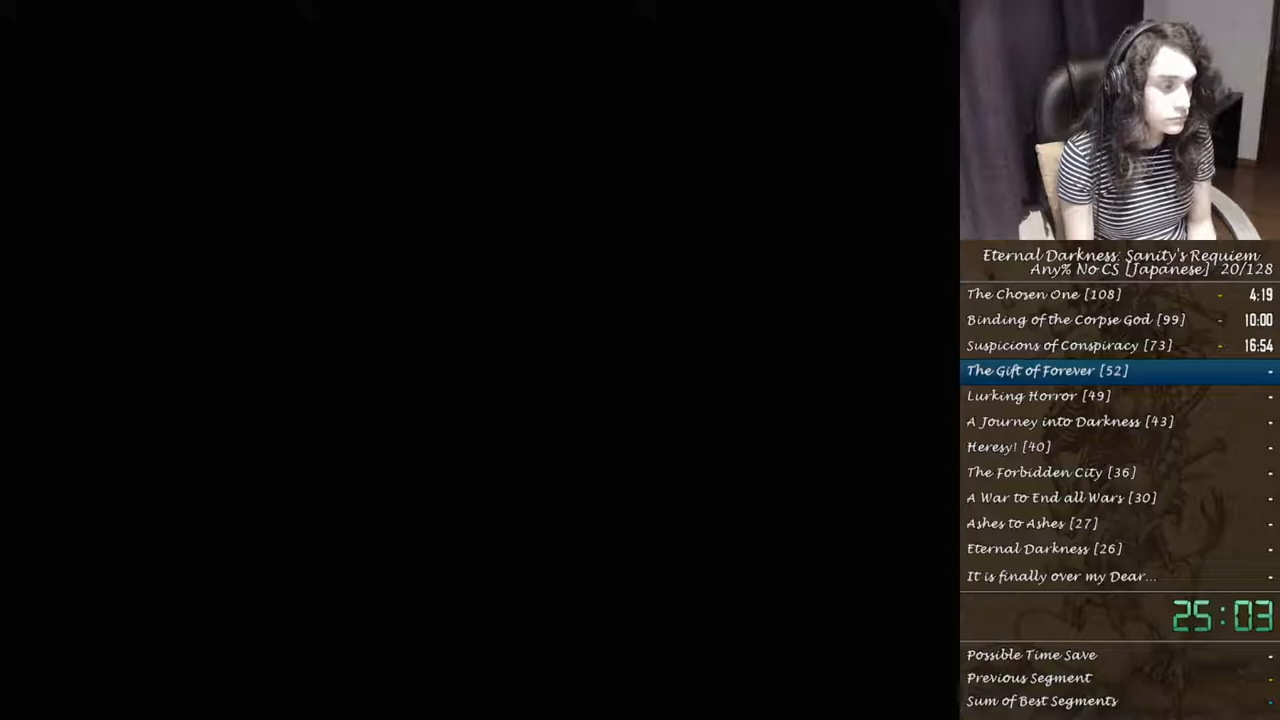 Eternal Darkness: Sanity's Requiem
Any% No CS [Japanese] 20/128
The Chosen One [108] - 4:19
Binding of the Corpse God [99] - 10:00
Suspicions of Conspiracy [73] - 16:54
The Gift of Forever [52] -
Lurking Horror [49] -
A Journey into Darkness [43] -
Heresy! [40] -
The Forbidden City [36] -
A War to End all Wars [30] -
Ashes to Ashes [27] -
Eternal Darkness [26] -
It is finally over my Dear... -
25:03
Possible Time Save -
Previous Segment -
Sum of Best Segments -